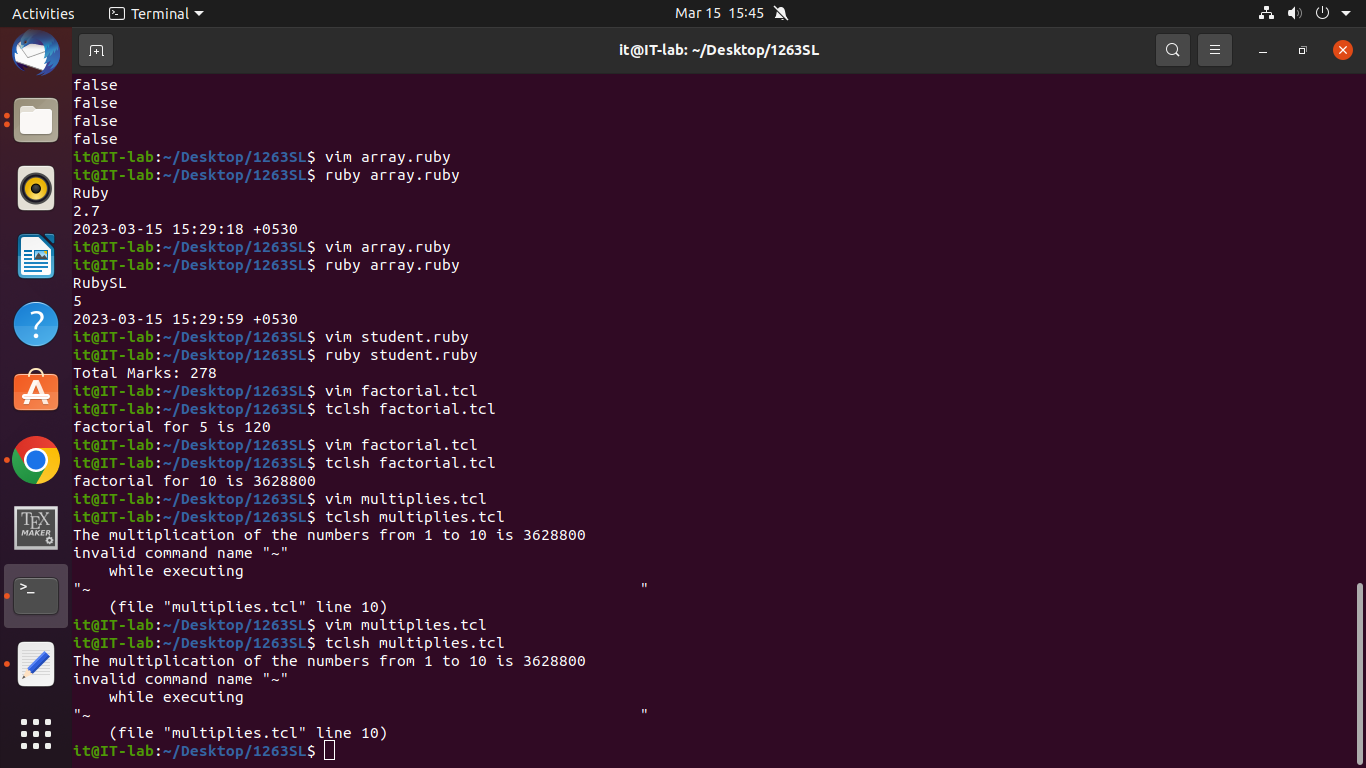 Activities
Terminal
Mar 15 15:45
it@IT-lab: ~/Desktop/1263SL
false
false
false
false
it@IT-lab:~/Desktop/1263SL$ vim array.ruby
it@IT-lab:~/Desktop/1263SL$ ruby array.ruby
Ruby
2.7
2023-03-15 15:29:18 +0530
it@IT-lab:~/Desktop/1263SL$ vim array.ruby
it@IT-lab:~/Desktop/1263SL$ ruby array.ruby
RubySL
5
2023-03-15 15:29:59 +0530
it@IT-lab:~/Desktop/1263SL$ vim student.ruby
it@IT-lab:~/Desktop/1263SL$ ruby student.ruby
Total Marks: 278
it@IT-lab:~/Desktop/1263SL$ vim factorial.tcl
it@IT-lab:~/Desktop/1263SL$ tclsh factorial.tcl
factorial for 5 is 120
it@IT-lab:~/Desktop/1263SL$ vim factorial.tcl
it@IT-lab:~/Desktop/1263SL$ tclsh factorial.tcl
factorial for 10 is 3628800
it@IT-lab:~/Desktop/1263SL$ vim multiplies.tcl
it@IT-lab:~/Desktop/1263SL$ tclsh multiplies.tcl
The multiplication of the numbers from 1 to 10 is 3628800
invalid command name "~"
    while executing
"~                                                             "
    (file "multiplies.tcl" line 10)
it@IT-lab:~/Desktop/1263SL$ vim multiplies.tcl
it@IT-lab:~/Desktop/1263SL$ tclsh multiplies.tcl
The multiplication of the numbers from 1 to 10 is 3628800
invalid command name "~"
    while executing
"~                                                             "
    (file "multiplies.tcl" line 10)
it@IT-lab:~/Desktop/1263SL$
TEX
MAKER
>_